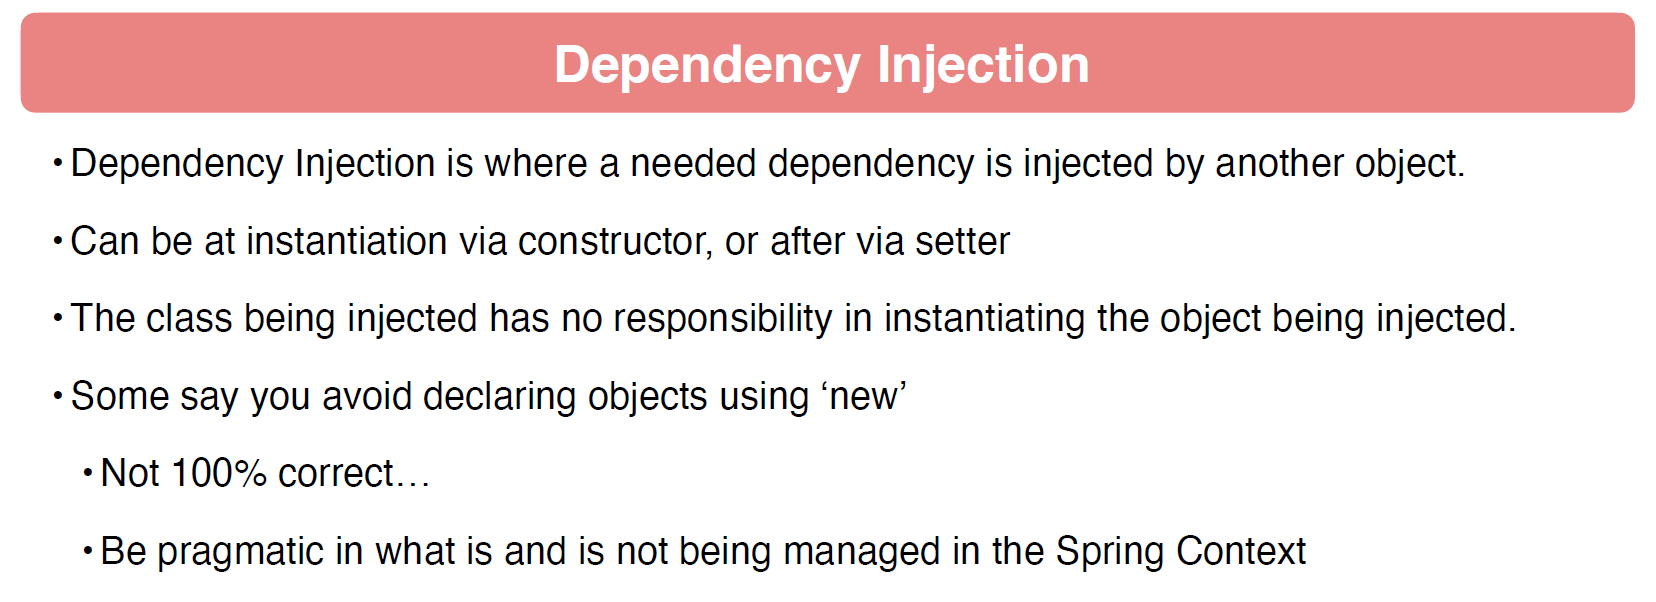 Dependency Injection
• Dependency Injection is where a needed dependency is injected by another object.
• Can be at instantiation via constructor, or after via setter
• The class being injected has no responsibility in instantiating the object being injected.
• Some say you avoid declaring objects using ‘new’
• Not 100% correct…
• Be pragmatic in what is and is not being managed in the Spring Context